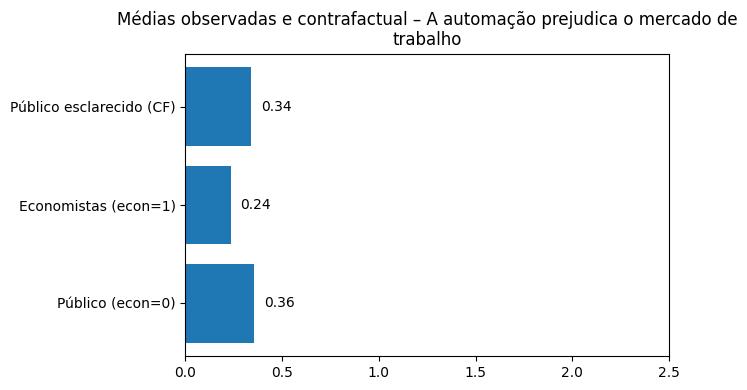 Médias observadas e contrafactual – A automação prejudica o mercado de
trabalho
Público esclarecido (CF)
0.34
Economistas (econ=1)
0.24
Público (econ=0)
0.36
0.0 0.5 1.0 1.5 2.0 2.5